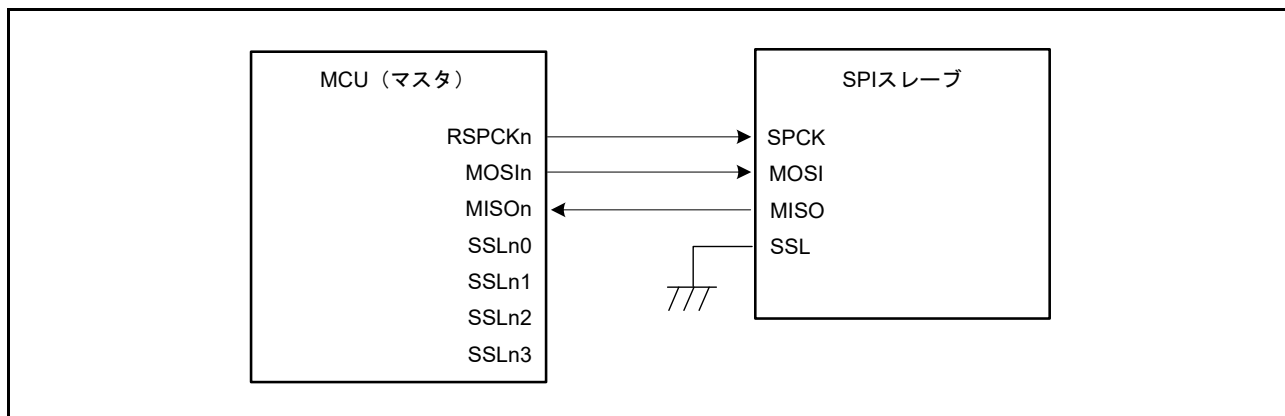 MCU（マスタ）
RSPCKn
MOSIn
MISOn
SSLn0
SSLn1
SSLn2
SSLn3
SPIスレーブ
SPCK
MOSI
MISO
SSL